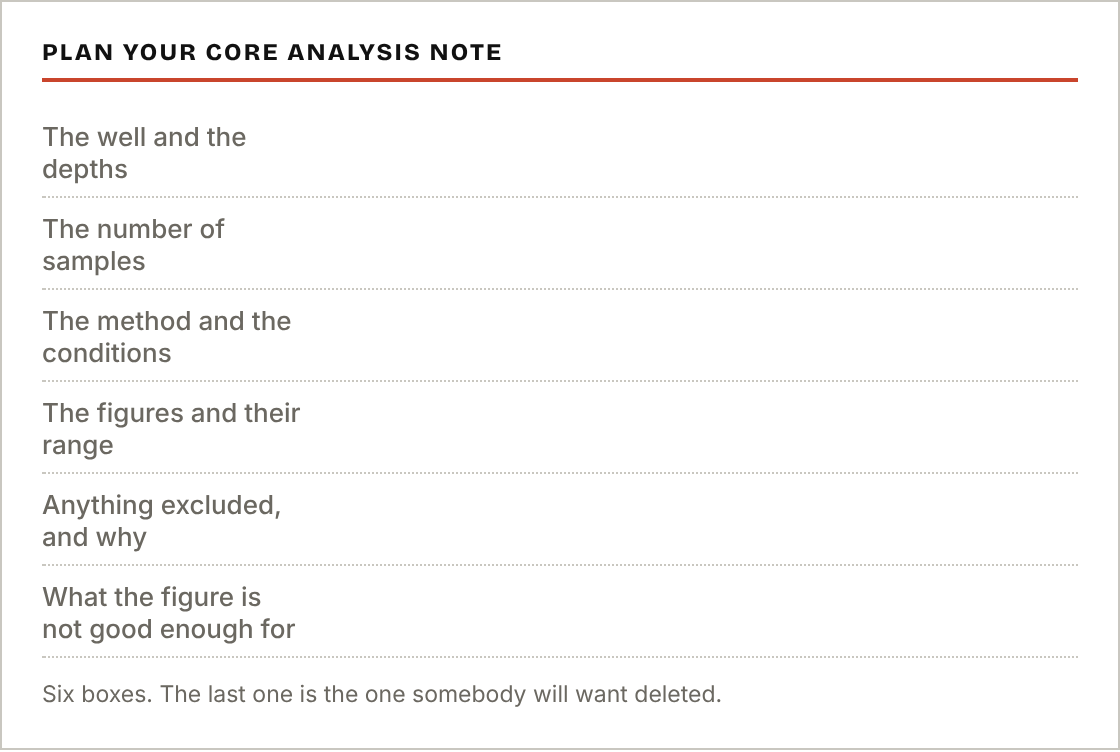 PLAN YOUR CORE ANALYSIS NOTE
The well and the
depths
The number of
samples
The method and the
conditions
The figures and their
range
Anything excluded,
and why
What the figure is
not good enough for
Six boxes. The last one is the one somebody will want deleted.